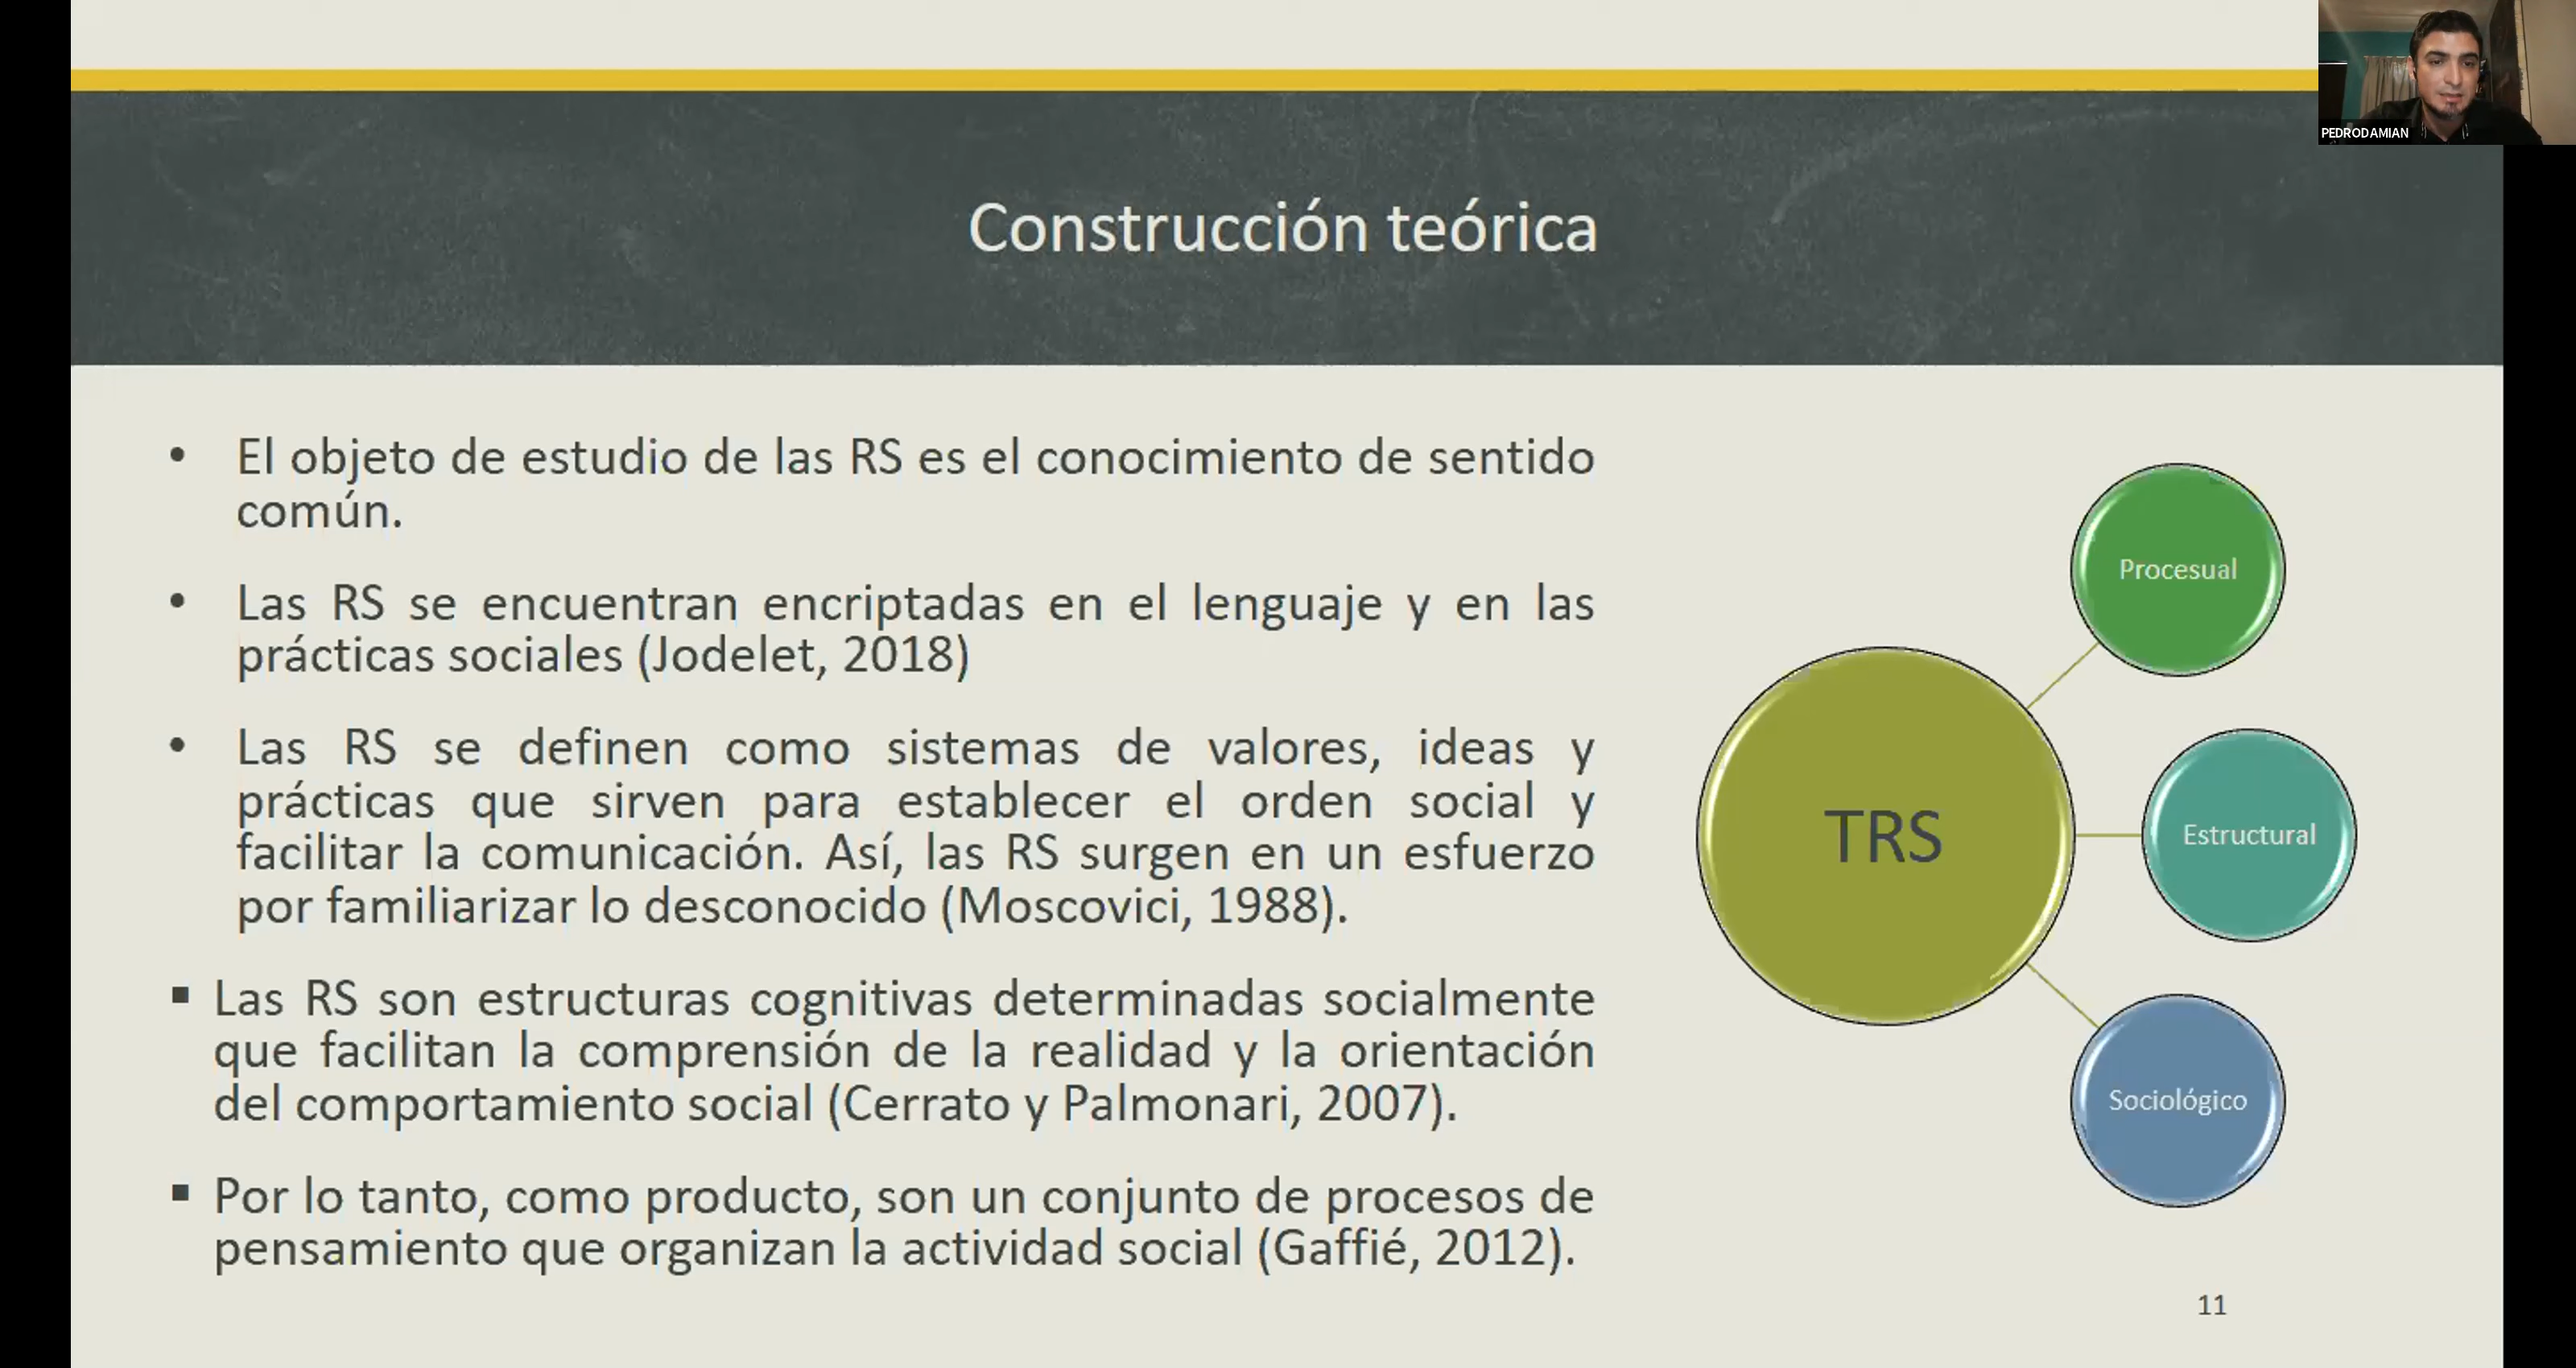 PEDRODAMIAN
Construcción teórica
• El objeto de estudio de las RS es el conocimiento de sentido
común.
• Las RS se encuentran encriptadas en el lenguaje y en las
prácticas sociales (Jodelet, 2018)
• Las RS se definen como sistemas de valores, ideas y
prácticas que sirven para establecer el orden social y
facilitar la comunicación. Así, las RS surgen en un esfuerzo
por familiarizar lo desconocido (Moscovici, 1988).
▪ Las RS son estructuras cognitivas determinadas socialmente
que facilitan la comprensión de la realidad y la orientación
del comportamiento social (Cerrato y Palmonari, 2007).
▪ Por lo tanto, como producto, son un conjunto de procesos de
pensamiento que organizan la actividad social (Gaffié, 2012).
TRS
Procesual
Estructural
Sociológico
11